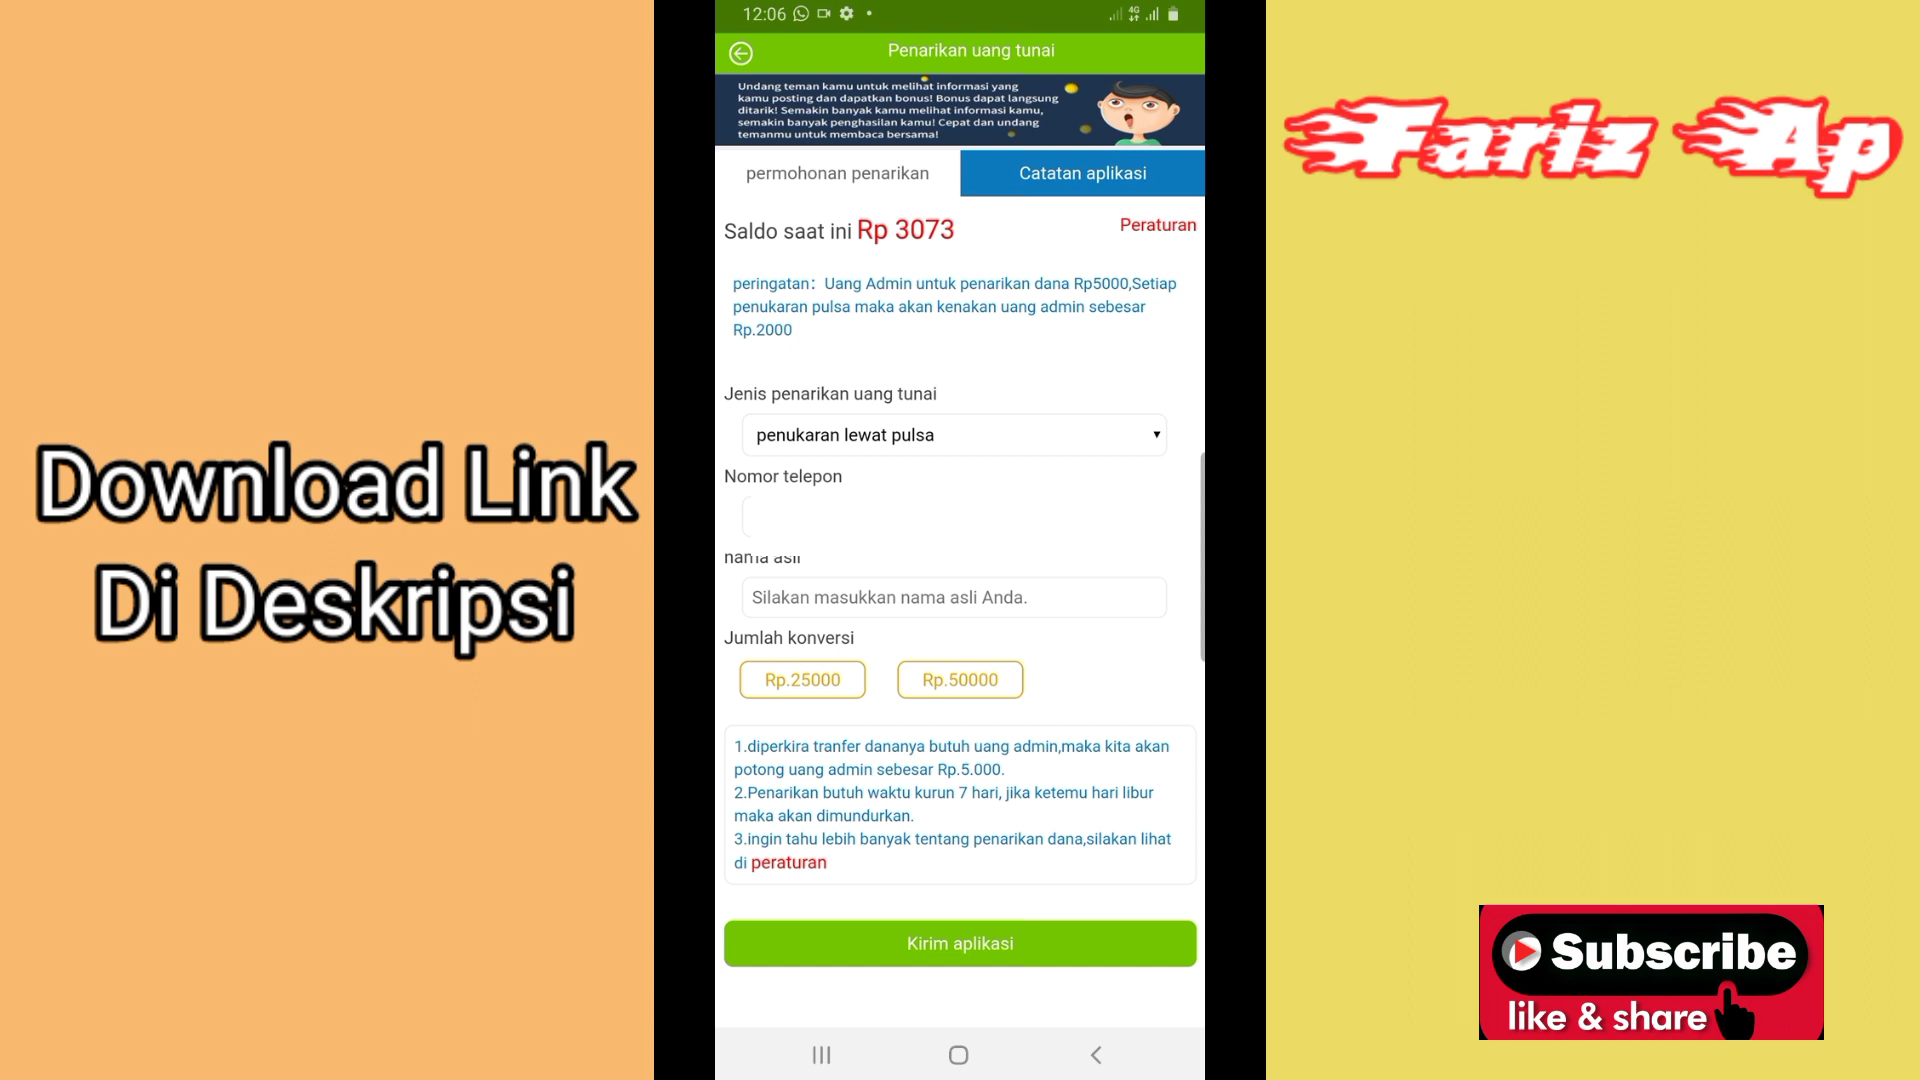 12:06
4G
Penarikan uang tunai
Undang teman kamu untuk melihat informasi yang
kamu posting dan dapatkan bonus! Bonus dapat langsung
ditarik! Semakin banyak kamu melihat informasi kamu,
semakin banyak penghasilan kamu! Cepat dan undang
temanmu untuk membaca bersama!
permohonan penarikan
Catatan aplikasi
Saldo saat ini Rp 3073
Peraturan
peringatan：Uang Admin untuk penarikan dana Rp5000,Setiap
penukaran pulsa maka akan kenakan uang admin sebesar
Rp.2000
Jenis penarikan uang tunai
penukaran lewat pulsa
Nomor telepon
nama asli
Silakan masukkan nama asli Anda.
Jumlah konversi
Rp.25000
Rp.50000
1.diperkira tranfer dananya butuh uang admin,maka kita akan
potong uang admin sebesar Rp.5.000.
2.Penarikan butuh waktu kurun 7 hari, jika ketemu hari libur
maka akan dimundurkan.
3.ingin tahu lebih banyak tentang penarikan dana,silakan lihat
di peraturan
Kirim aplikasi
Download Link
Di Deskripsi
Fariz Ap
Subscribe
like & share